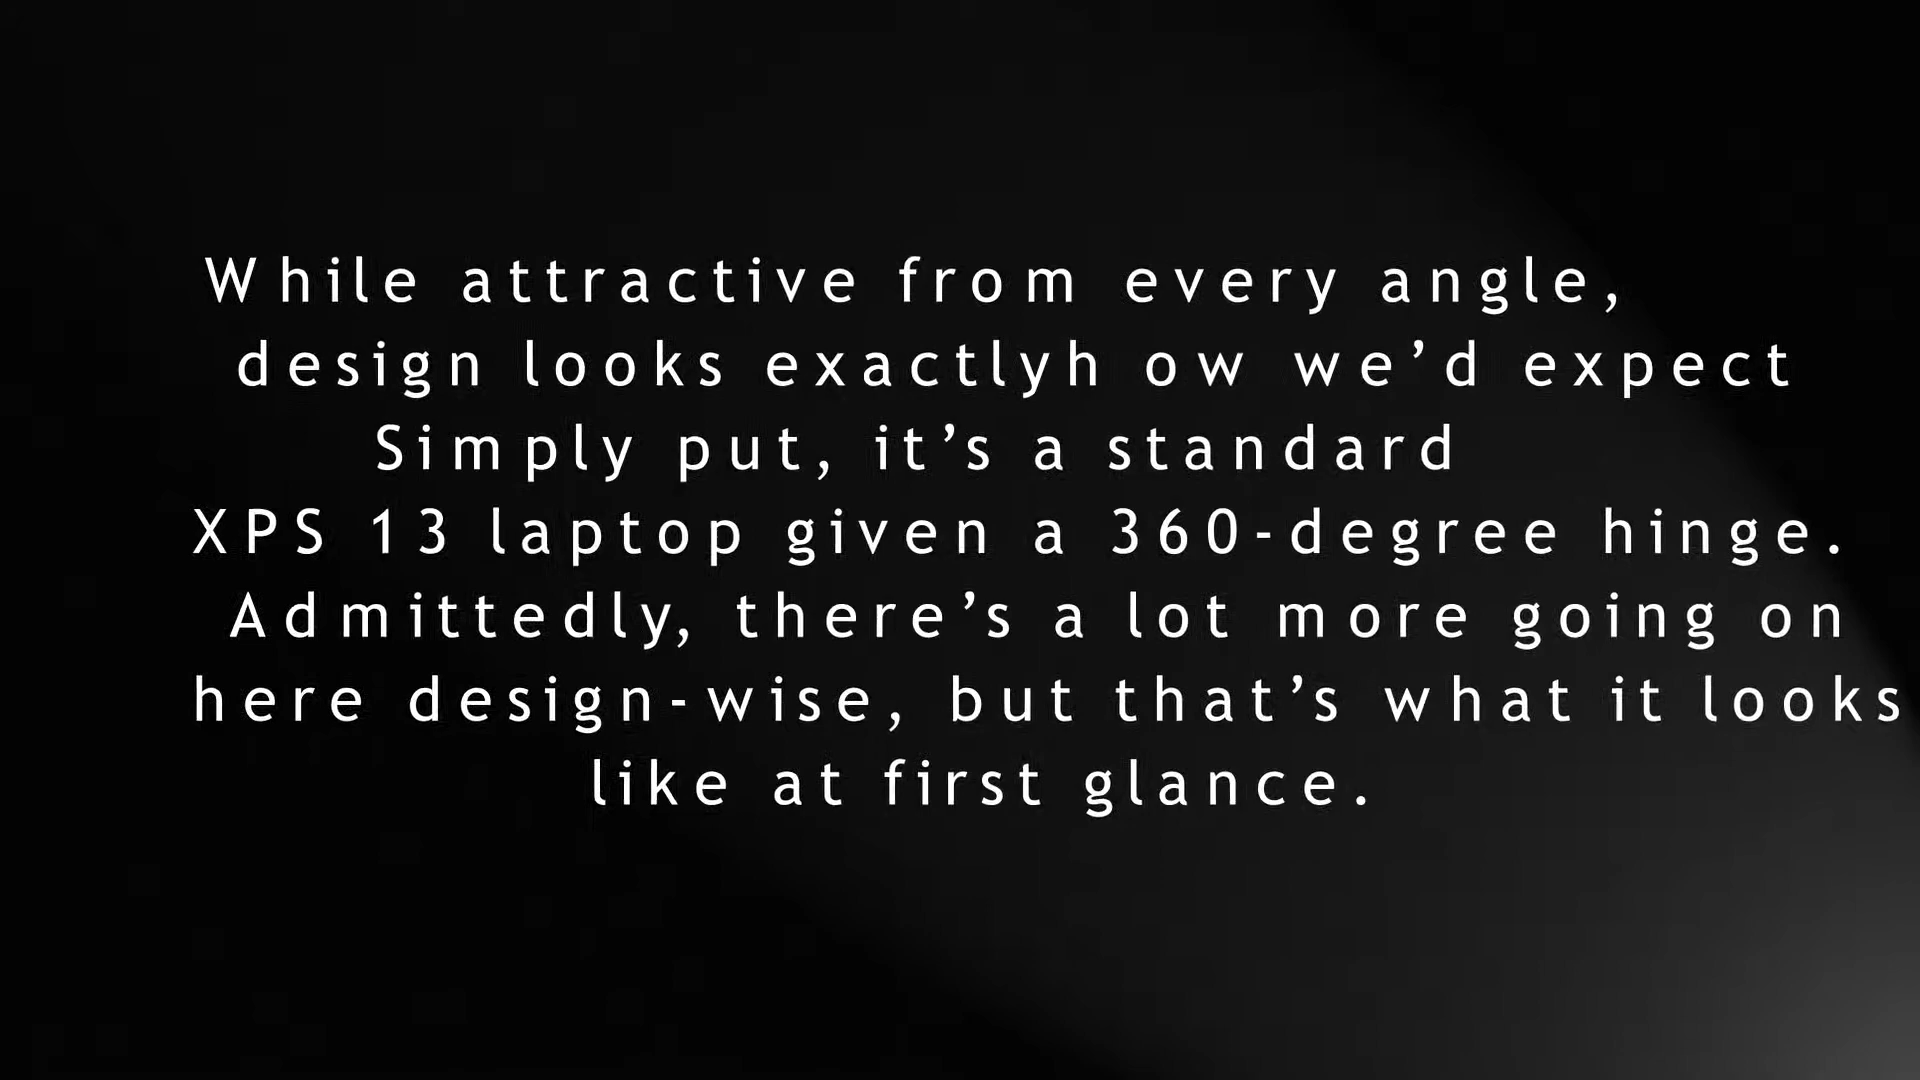 While attractive from every angle,
design looks exactlyh ow we’d expect
Simply put, it’s a standard
XPS 13 laptop given a 360-degree hinge.
Admittedly, there’s a lot more going on
here design-wise, but that’s what it looks
like at first glance.